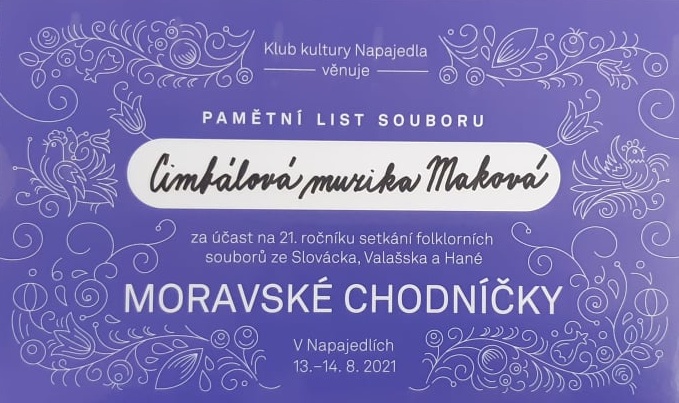 Klub kultury Napajedla
věnuje
PAMĚTNÍ LIST SOUBORU
Cimbálová muzika Maková
za účast na 21. ročníku setkání folklorních
souborů ze Slovácka, Valašska a Hané
MORAVSKÉ CHODNÍČKY
V Napajedlích
13.–14. 8. 2021